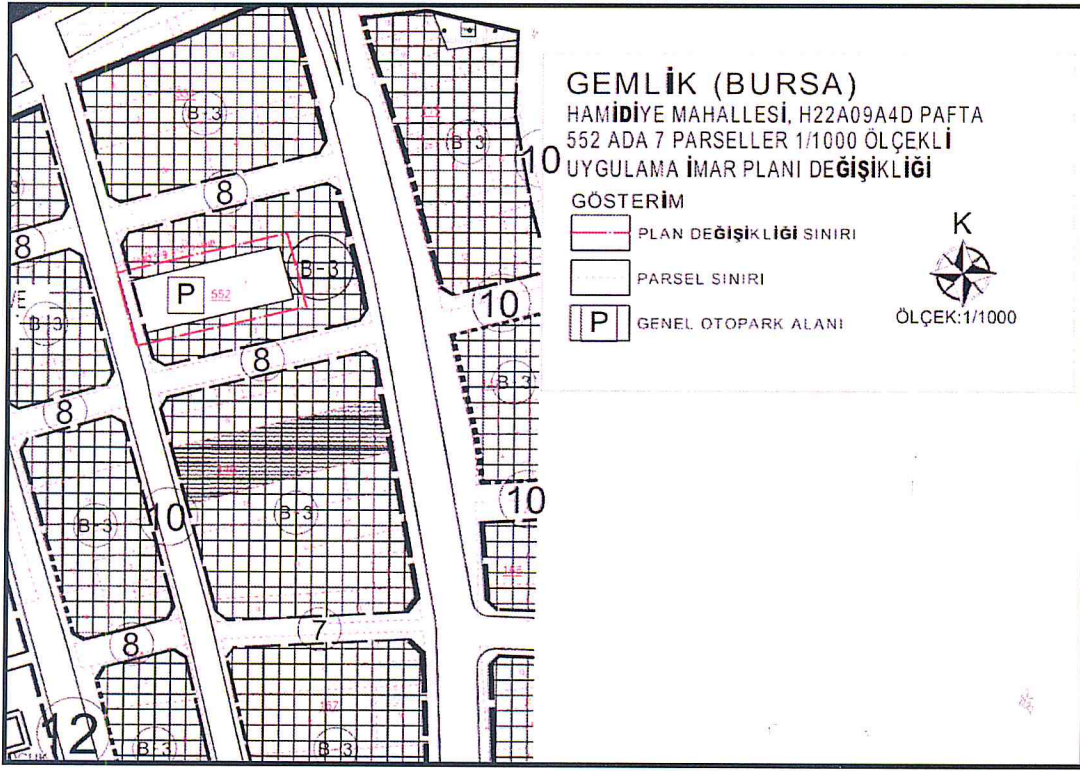 GEMLİK (BURSA)
HAMİDİYE MAHALLESİ, H22A09A4D PAFTA
552 ADA 7 PARSELLER 1/1000 ÖLÇEKLİ
UYGULAMA İMAR PLANI DEĞİŞİKLİĞİ
GÖSTERİM
PLAN DEĞİŞİKLİĞİ SINIRI
PARSEL SINIRI
P GENEL OTOPARK ALANI
K
ÖLÇEK:1/1000
B-3
B-3
10
8
8
B-3
P 552
B-3
10
8
B-3
8
10
B-3
10
B-3
8
7
12
B-3
B-3